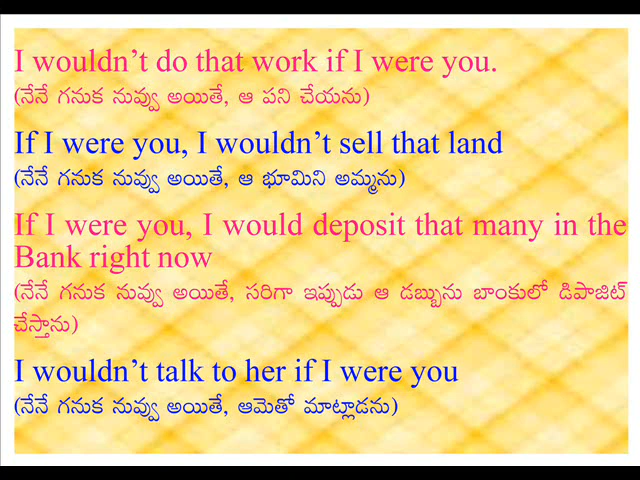 I wouldn’t do that work if I were you.
(నేనే గనుక నువ్వు అయితే, ఆ పని చేయను)
If I were you, I wouldn’t sell that land
(నేనే గనుక నువ్వు అయితే, ఆ భూమిని అమ్మను)
If I were you, I would deposit that many in the
Bank right now
(నేనే గనుక నువ్వు అయితే, సరిగా ఇప్పుడు ఆ డబ్బును బాంకులో డిపాజిట్
చేస్తాను)
I wouldn’t talk to her if I were you
(నేనే గనుక నువ్వు అయితే, ఆమెతో మాట్లాడను)